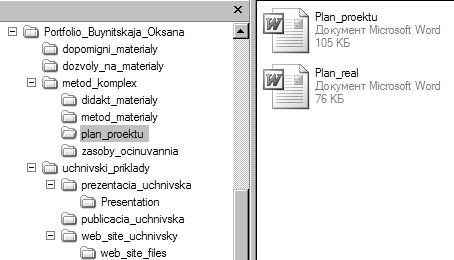 Portfolio_Buynitskaja_Oksana
dopomigni_materialy
dozvoly_na_materialy
metod_komplex
didakt_materialy
metod_materialy
plan_proektu
zasoby_ocinuvannia
uchnivski_priklady
prezentacia_uchnivska
Presentation
publicacia_uchnivska
web_site_uchnivsky
web_site_files
Plan_proektu
Документ Microsoft Word
105 КБ
Plan_real
Документ Microsoft Word
76 КБ